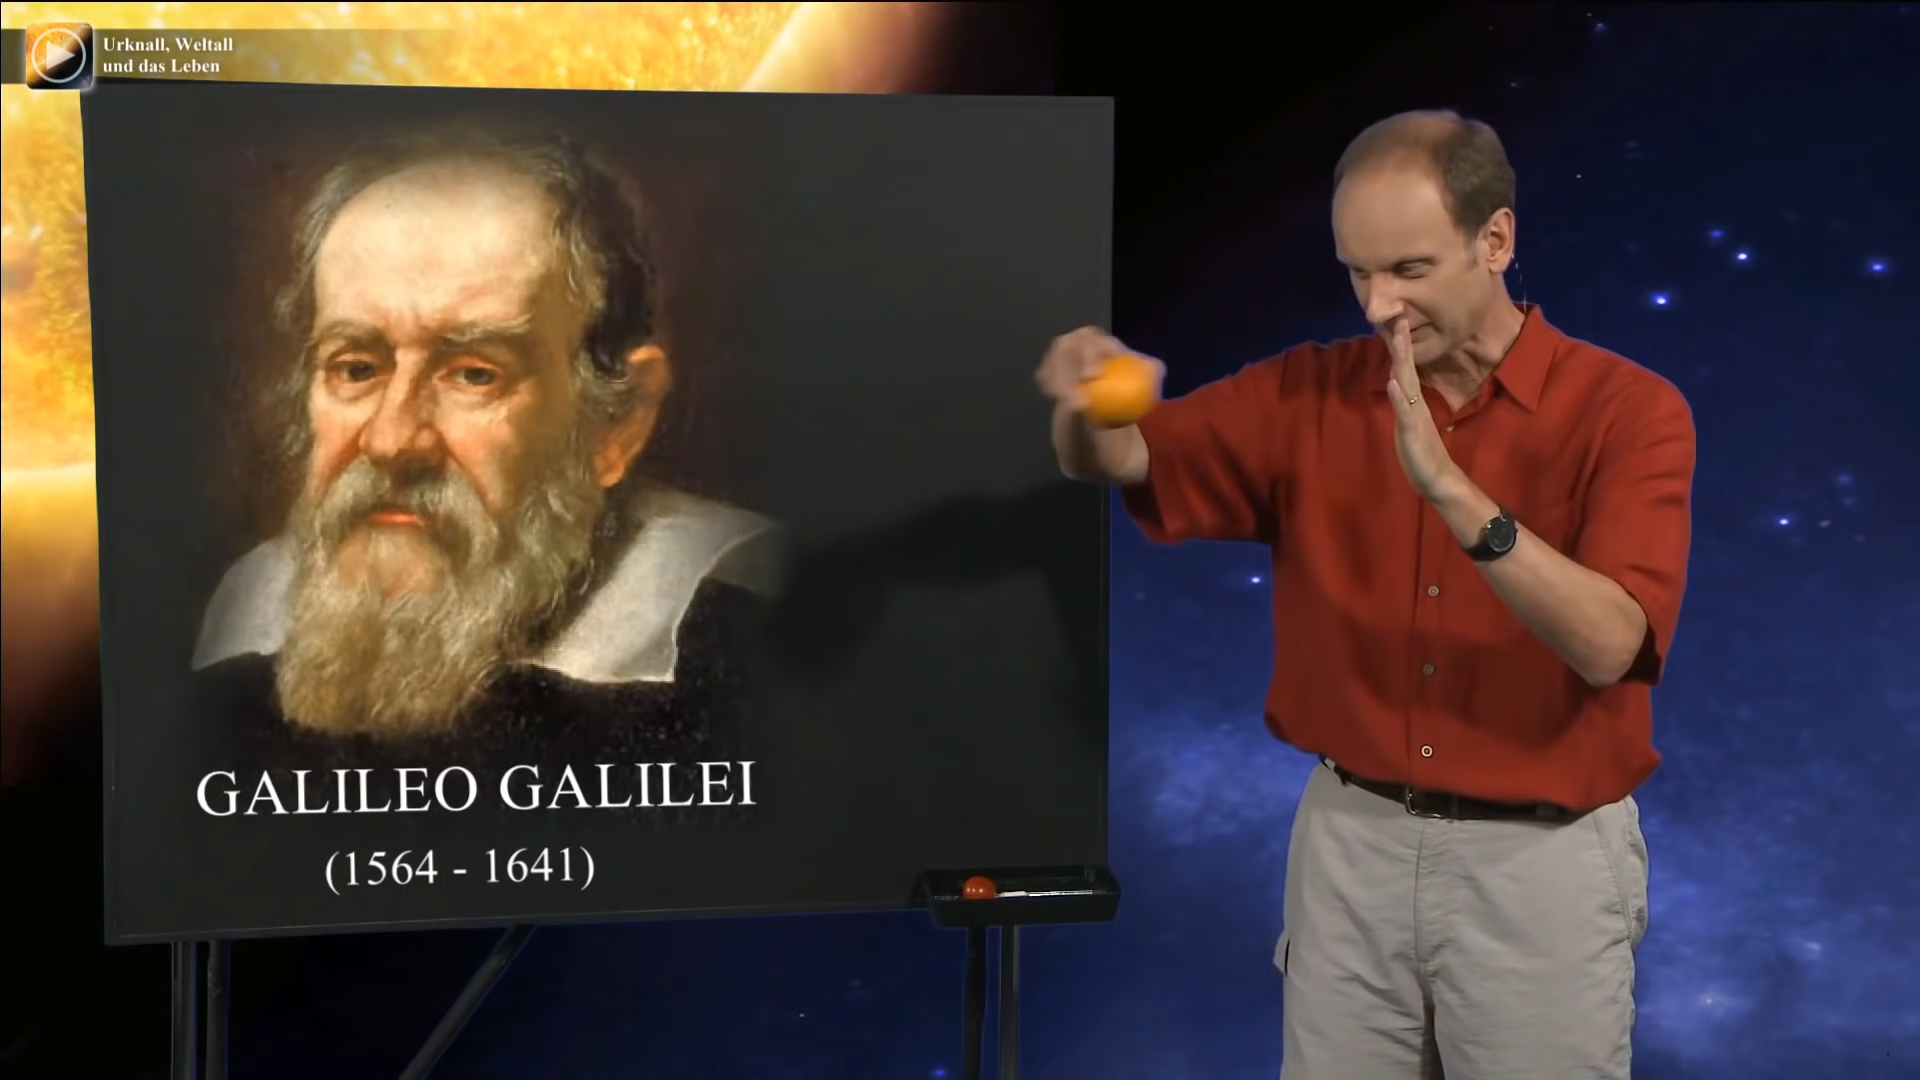 Urknall, Weltall
und das Leben
GALILEO GALILEI
(1564 - 1641)